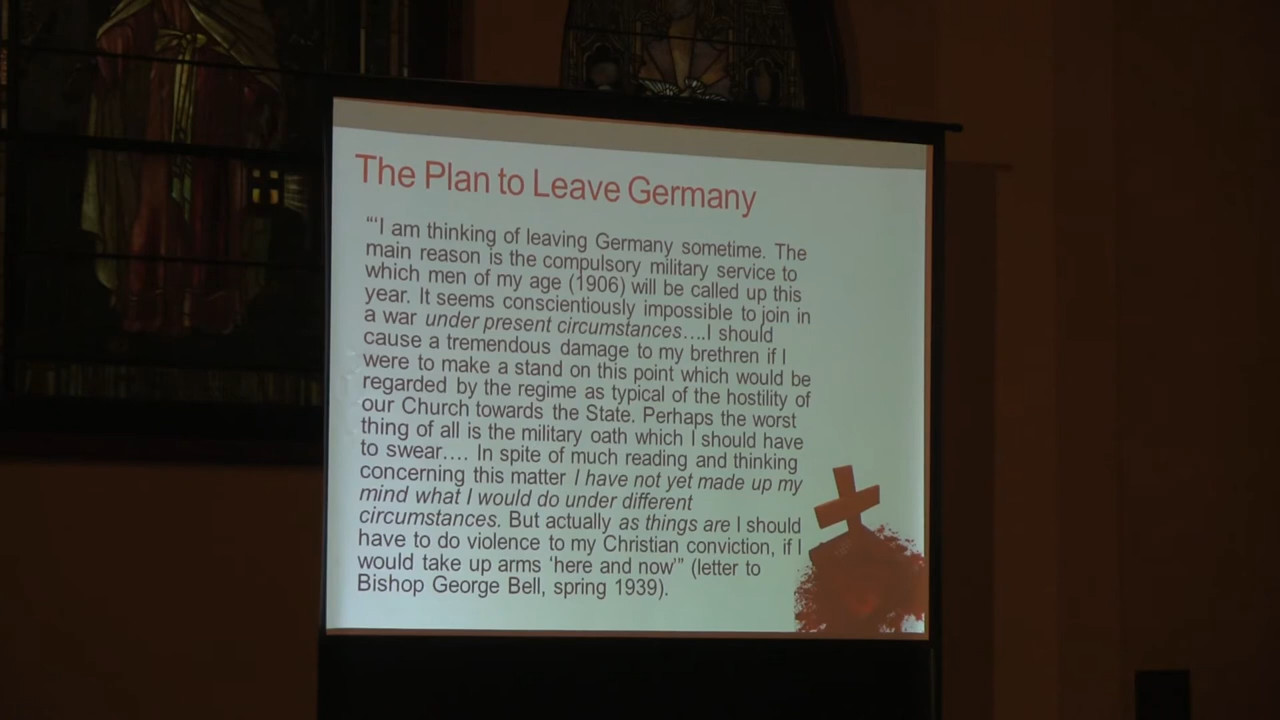 The Plan to Leave Germany
"'I am thinking of leaving Germany sometime. The
main reason is the compulsory military service to
which men of my age (1906) will be called up this
year. It seems conscientiously impossible to join in
a war under present circumstances….I should
cause a tremendous damage to my brethren if I
were to make a stand on this point which would be
regarded by the regime as typical of the hostility of
our Church towards the State. Perhaps the worst
thing of all is the military oath which I should have
to swear…. In spite of much reading and thinking
concerning this matter I have not yet made up my
mind what I would do under different
circumstances. But actually as things are I should
have to do violence to my Christian conviction, if I
would take up arms 'here and now'" (letter to
Bishop George Bell, spring 1939).